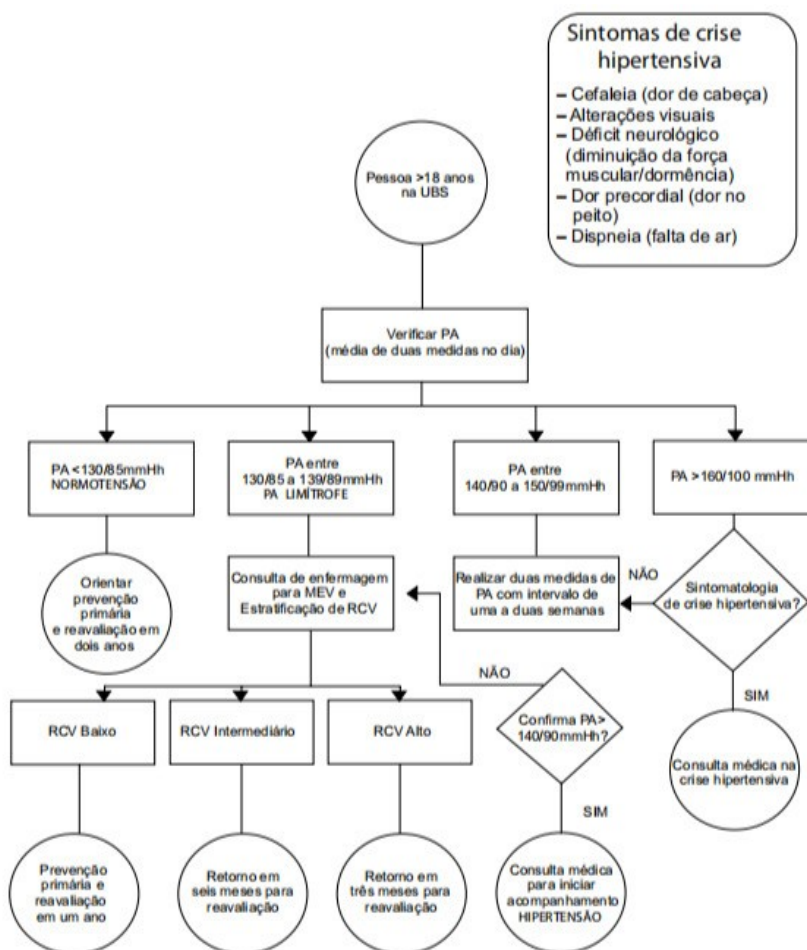 Sintomas de crise
hipertensiva
– Cefaleia (dor de cabeça)
– Alterações visuais
– Déficit neurológico
(diminuição da força
muscular/dormência)
– Dor precordial (dor no
peito)
– Dispneia (falta de ar)
Pessoa >18 anos
na UBS
Verificar PA
(média de duas medidas no dia)
PA <130/85mmHh
NORMOTENSÃO
PA entre
130/85 a 139/89mmHh
PA LIMÍTROFE
PA entre
140/90 a 150/99mmHh
PA >160/100 mmHh
Orientar
prevenção
primária
e reavaliação em
dois anos
Consulta de enfermagem
para MEV e
Estratificação de RCV
Realizar duas medidas de
PA com intervalo de
uma a duas semanas
NÃO
Sintomatologia
de crise hipertensiva?
NÃO
SIM
RCV Baixo
RCV Intermediário
RCV Alto
Confirma PA>
140/90mmHh?
Consulta médica na
crise hipertensiva
SIM
Prevenção
primária e
reavaliação
em um ano
Retorno em
seis meses para
reavaliação
Retorno em
três meses para
reavaliação
Consulta médica
para iniciar
acompanhamento
HIPERTENSÃO